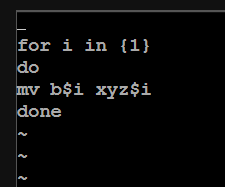 _
for i in {1}
do
mv b$i xyz$i
done
~
~
~